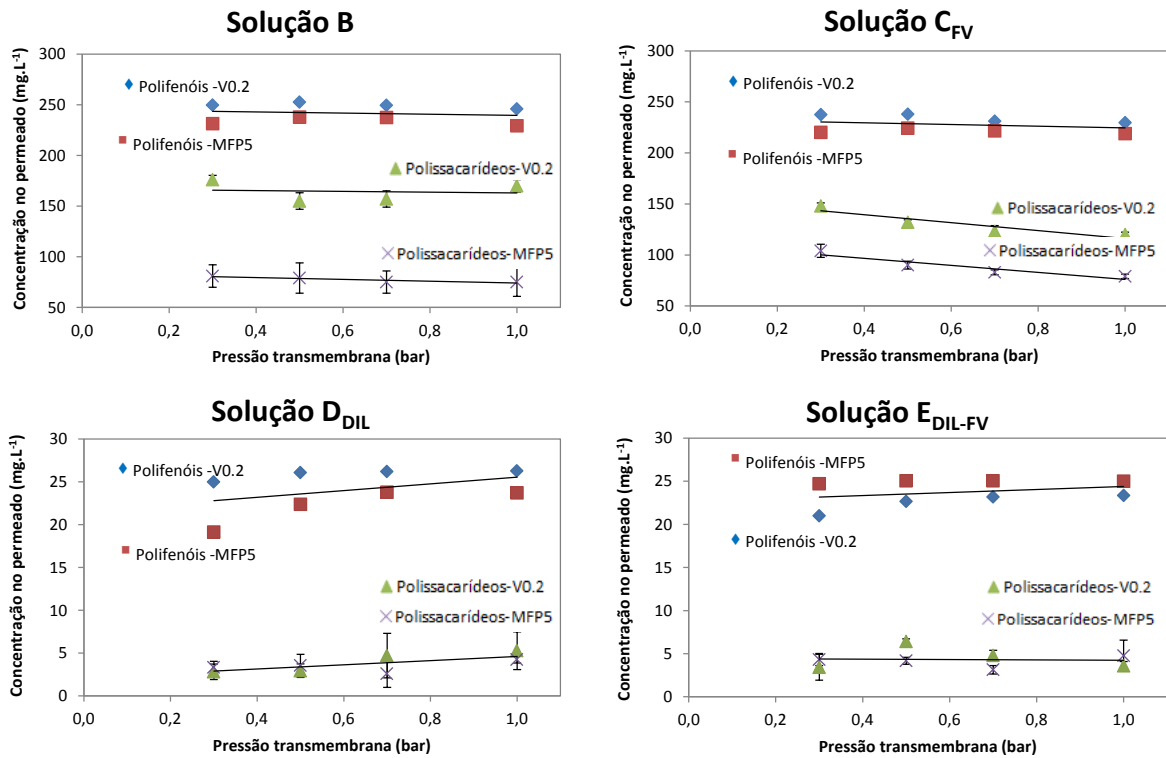 Solução B
Concentração no permeado (mg.L-1)
300
250
200
150
100
50
Polifenóis -V0.2
Polifenóis -MFP5
Polissacarídeos-V0.2
Polissacarídeos-MFP5
0,0 0,2 0,4 0,6 0,8 1,0
Pressão transmembrana (bar)
Solução CFV
Concentração no permeado (mg.L-1)
300
250
200
150
100
50
Polifenóis -V0.2
Polifenóis -MFP5
Polissacarídeos-V0.2
Polissacarídeos-MFP5
0,0 0,2 0,4 0,6 0,8 1,0
Pressão transmembrana (bar)
Solução DDIL
Concentração no permeado (mg.L-1)
30
25
20
15
10
5
0
Polifenóis -V0.2
Polifenóis -MFP5
Polissacarídeos-V0.2
Polissacarídeos-MFP5
0,0 0,2 0,4 0,6 0,8 1,0
Pressão transmembrana (bar)
Solução EDIL-FV
Concentração no permeado (mg.L-1)
30
25
20
15
10
5
0
Polifenóis -MFP5
Polifenóis -V0.2
Polissacarídeos-V0.2
Polissacarídeos-MFP5
0,0 0,2 0,4 0,6 0,8 1,0
Pressão transmembrana (bar)